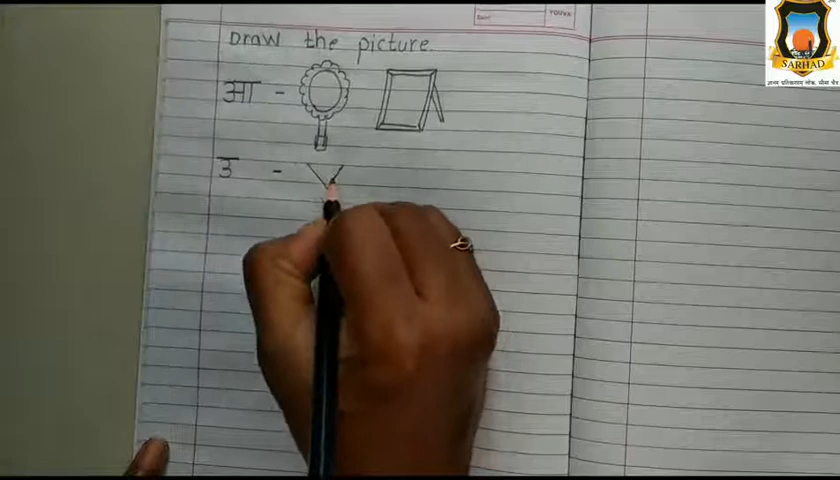 Draw the picture.
आ -
उ -
SARHAD